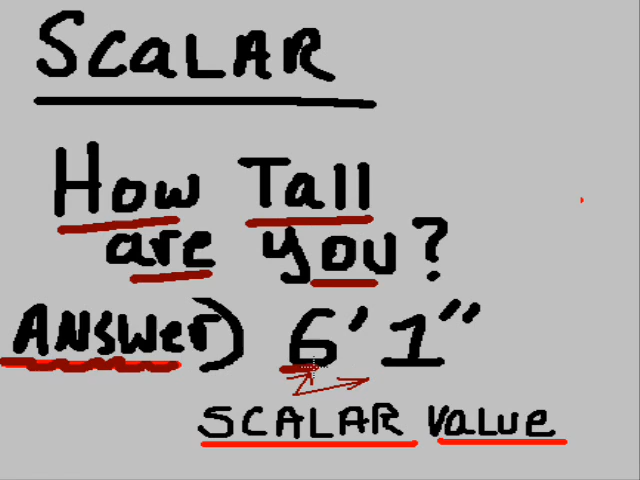 SCALAR
How Tall
are you?
Answer) 6'1"
SCALAR Value